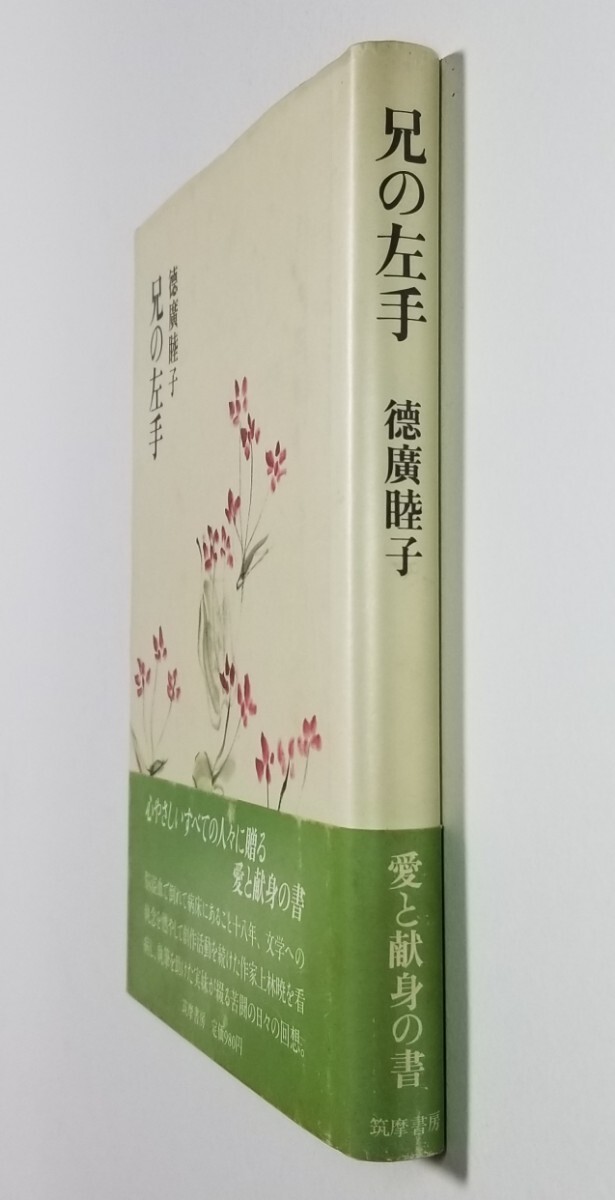 兄の左手
徳廣睦子
愛と献身の書
筑摩書房
徳廣睦子
兄の左手
心やさしいすべての人々に贈る
愛と献身の書
脳溢血で倒れて病床にあること十八年、文学への
執念を燃やして創作活動を続けた作家上林暁を看
病し、執筆を助けた実妹が綴る苦闘の日々の回想。
筑摩書房 定価980円